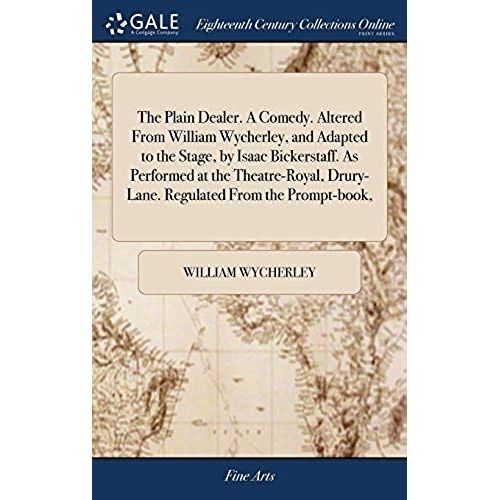 GALE
A Cengage Company
Eighteenth Century Collections Online
PRINT EDITIONS
The Plain Dealer. A Comedy. Altered
From William Wycherley, and Adapted
to the Stage, by Isaac Bickerstaff. As
Performed at the Theatre-Royal, Drury-
Lane. Regulated From the Prompt-book,
WILLIAM WYCHERLEY
Fine Arts